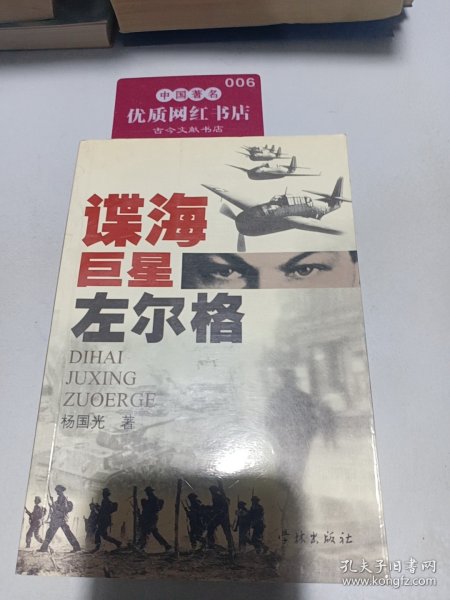 006
中国著名
优质网红书店
古今文献书店
谍海
巨星
左尔格
DIHAI
JUXING
ZUOERGE
杨国光 著
学林出版社
孔夫子旧书网
www.kongfz.com